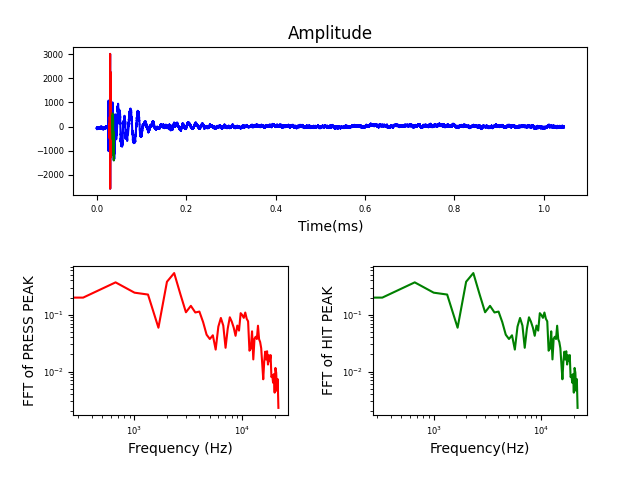 Amplitude
3000
2000
1000
0
−1000
−2000
0.0 0.2 0.4 0.6 0.8 1.0
Time(ms)
FFT of PRESS PEAK
10⁻¹
10⁻²
10³ 10⁴
Frequency (Hz)
FFT of HIT PEAK
10⁻¹
10⁻²
10³ 10⁴
Frequency(Hz)